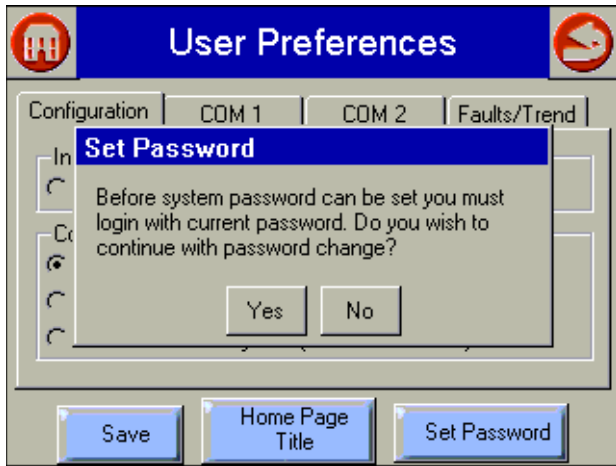 User Preferences
Configuration COM 1 COM 2 Faults/Trend
Set Password
In
Before system password can be set you must
login with current password. Do you wish to
continue with password change?
Co
Yes No
Save Home Page Title Set Password